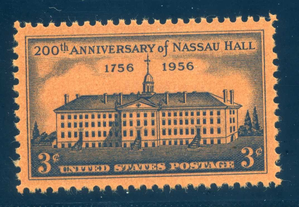 200th ANNIVERSARY of NASSAU HALL
1756 1956
3¢ 3¢
UNITED STATES POSTAGE